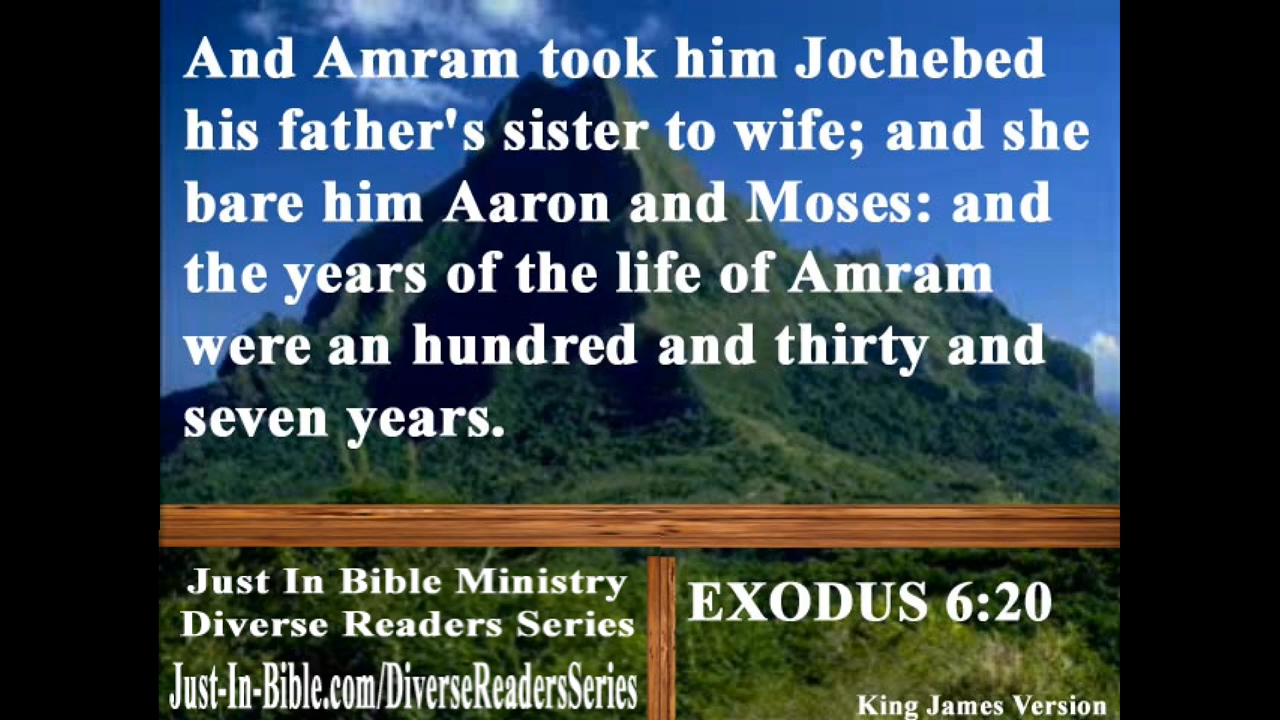 And Amram took him Jochebed
his father's sister to wife; and she
bare him Aaron and Moses: and
the years of the life of Amram
were an hundred and thirty and
seven years.
Just In Bible Ministry
Diverse Readers Series
Just-In-Bible.com/DiverseReadersSeries
EXODUS 6:20
King James Version